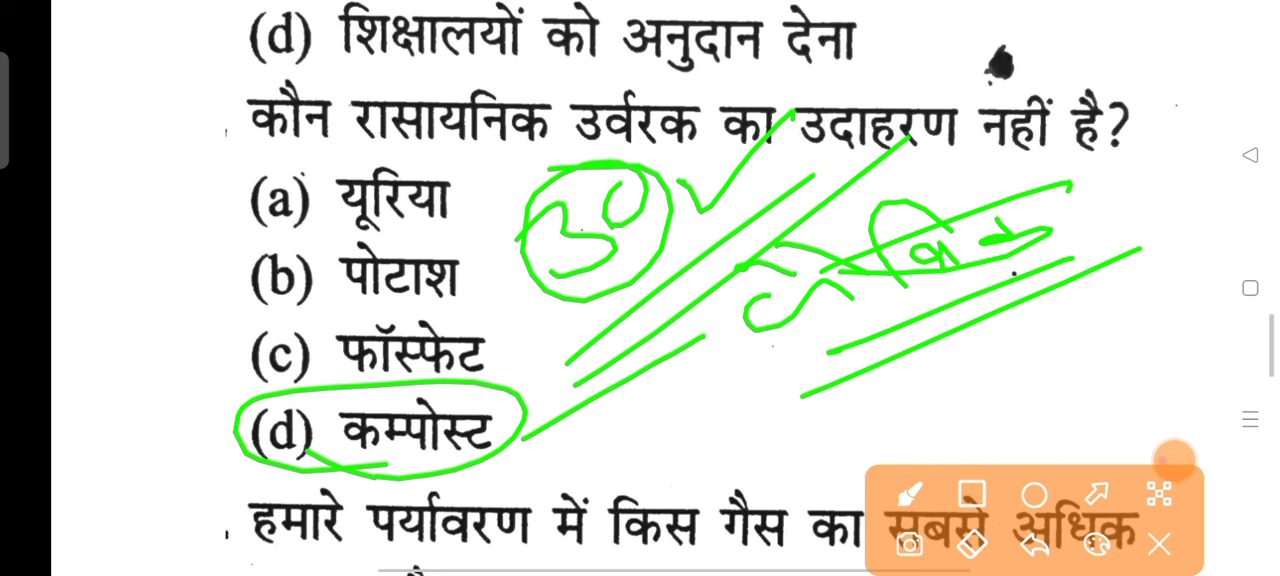 (d) शिक्षालयों को अनुदान देना
कौन रासायनिक उर्वरक का उदाहरण नहीं है?
(a) यूरिया
(b) पोटाश
(c) फॉस्फेट
(d) कम्पोस्ट
हमारे पर्यावरण में किस गैस का सबसे अधिक